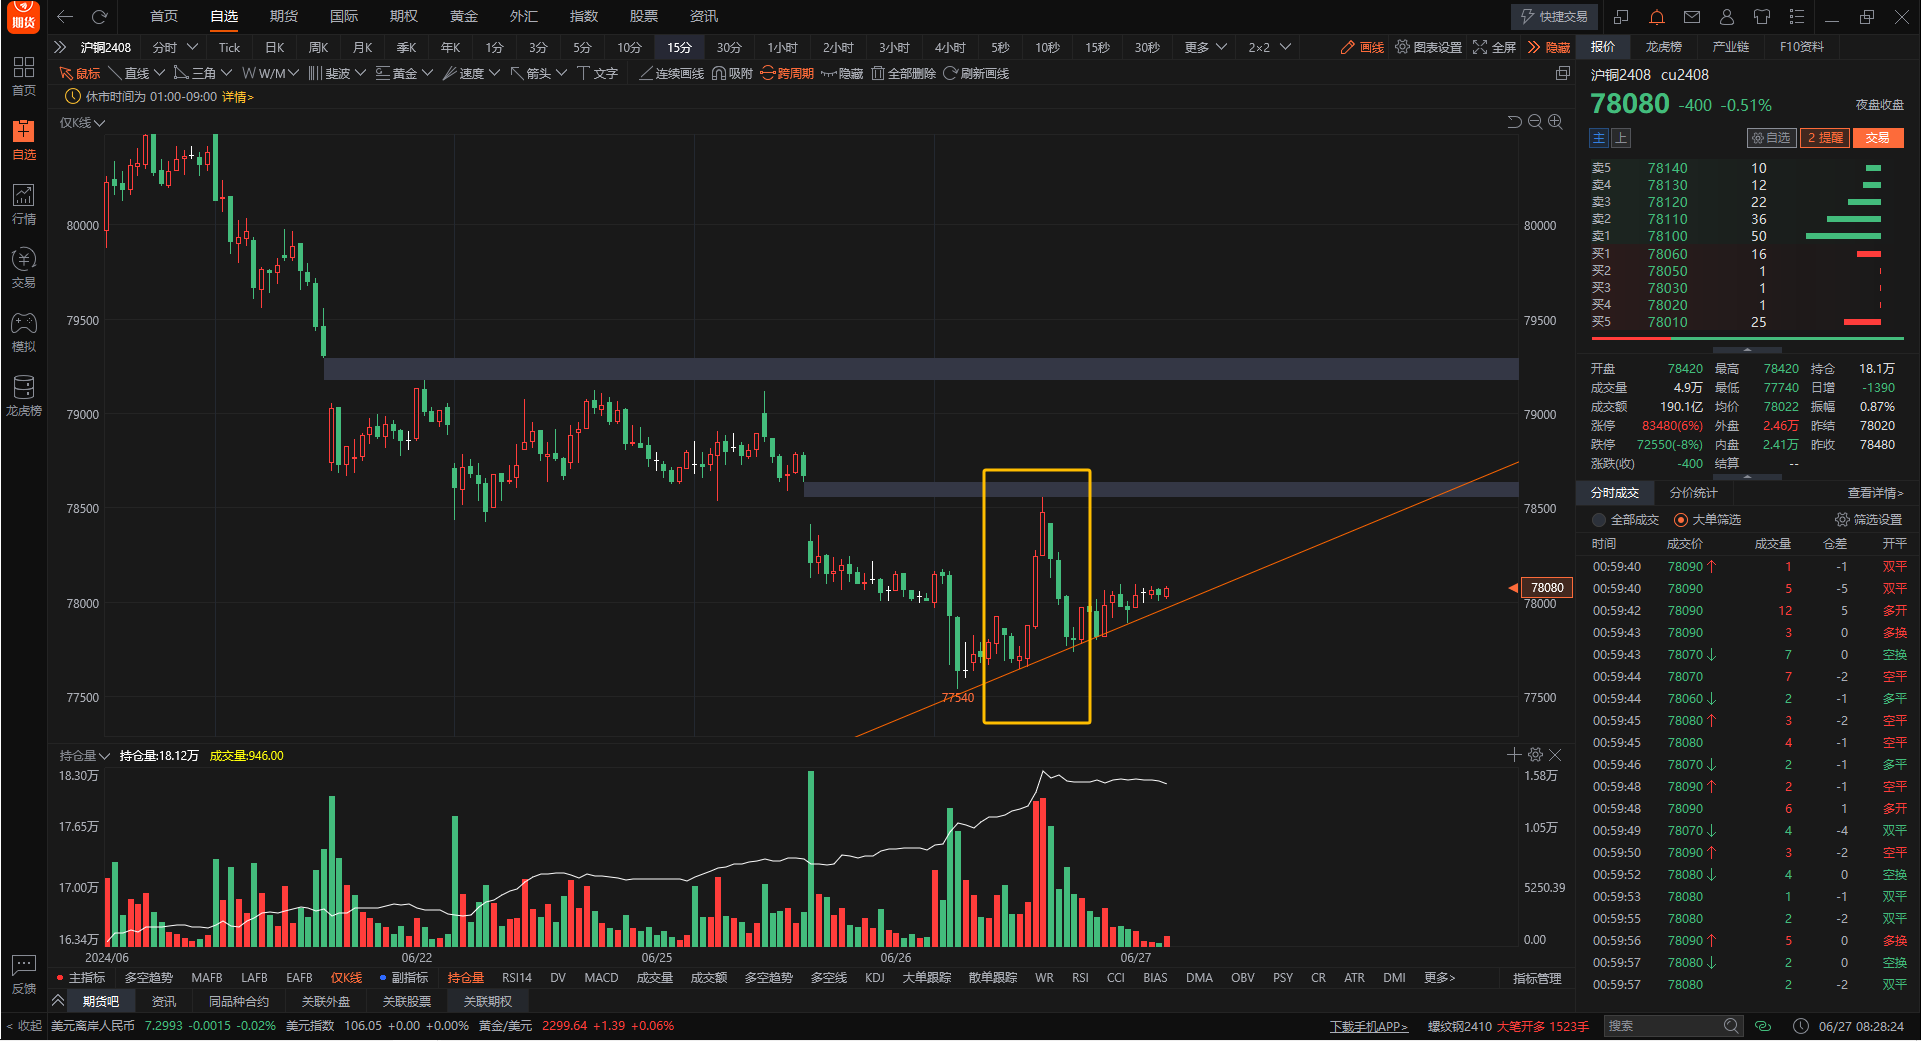 期货 首页 自选 期货 国际 期权 黄金 外汇 指数 股票 资讯 快捷交易
沪铜2408 分时 Tick 日K 周K 月K 季K 年K 1分 3分 5分 10分 15分 30分 1小时 2小时 3小时 4小时 5秒 10秒 15秒 30秒 更多 2×2 画线 图表设置 全屏 隐藏
鼠标 直线 三角 W/M 斐波 黄金 速度 箭头 文字 连续画线 吸附 跨周期 隐藏 全部删除 刷新画线
休市时间为 01:00-09:00 详情>
仅K线
首页
自选
行情
交易
模拟
龙虎榜
反馈
< 收起
80000 80000
79500 79500
79000 79000
78500 78500
78080
78000 78000
77500 77500
77540
持仓量 持仓量:18.12万 成交量:946.00
18.30万 1.58万
17.65万 1.05万
17.00万 5250.39
16.34万 0.00
2024/06 06/22 06/25 06/26 06/27
主指标 多空趋势 MAFB LAFB EAFB 仅K线 副指标 持仓量 RSI14 DV MACD 成交量 成交额 多空趋势 多空线 KDJ 大单跟踪 散单跟踪 WR RSI CCI BIAS DMA OBV PSY CR ATR DMI 更多> 指标管理
期货吧 资讯 同品种合约 关联外盘 关联股票 关联期权
报价 龙虎榜 产业链 F10资料
沪铜2408 cu2408
78080 -400 -0.51% 夜盘收盘
主 上 自选 2 提醒 交易
卖5 78140 10
卖4 78130 12
卖3 78120 22
卖2 78110 36
卖1 78100 50
买1 78060 16
买2 78050 1
买3 78030 1
买4 78020 1
买5 78010 25
开盘 78420 最高 78420 持仓 18.1万
成交量 4.9万 最低 77740 日增 -1390
成交额 190.1亿 均价 78022 振幅 0.87%
涨停 83480(6%) 外盘 2.46万 昨结 78020
跌停 72550(-8%) 内盘 2.41万 昨收 78480
涨跌(收) -400 结算 --
分时成交 分价统计 查看详情>
全部成交 大单筛选 筛选设置
时间 成交价 成交量 仓差 开平
00:59:40 78090↑ 1 -1 双平
00:59:40 78090 5 -5 双平
00:59:42 78090 12 5 多开
00:59:43 78090 3 0 多换
00:59:43 78070↓ 7 0 空换
00:59:44 78070 7 -2 空平
00:59:44 78060↓ 2 -1 多平
00:59:45 78080↑ 3 -2 空平
00:59:45 78080 4 -1 空平
00:59:46 78070↓ 2 -1 多平
00:59:48 78090↑ 2 -1 空平
00:59:48 78090 6 1 多开
00:59:49 78070↓ 4 -4 双平
00:59:50 78090↑ 3 -2 空平
00:59:52 78080↓ 4 0 空换
00:59:53 78080 1 -1 双平
00:59:55 78080 2 -2 双平
00:59:56 78090↑ 5 0 多换
00:59:57 78080↓ 2 0 空换
00:59:57 78080 2 -2 双平
美元离岸人民币 7.2993 -0.0015 -0.02% 美元指数 106.05 +0.00 +0.00% 黄金/美元 2299.64 +1.39 +0.06% 下载手机APP> 螺纹钢2410 大笔开多 1523手 搜索 06/27 08:28:24